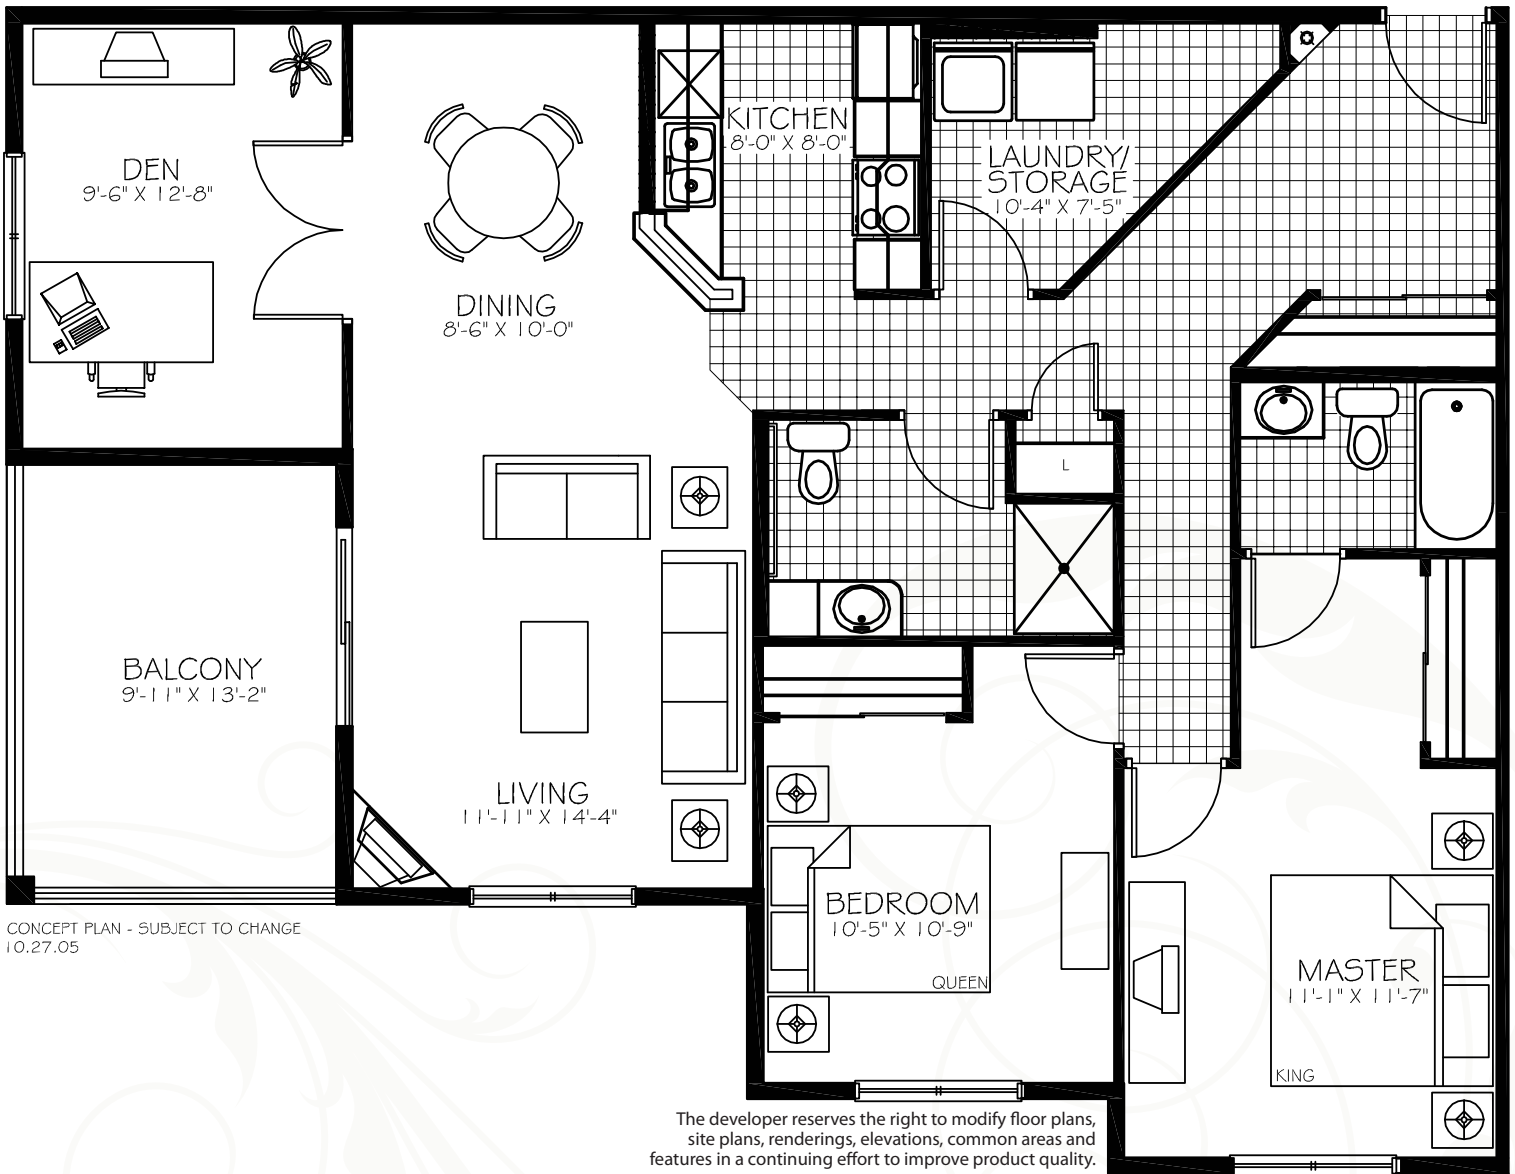 DEN
9'-6" X 12'-8"
KITCHEN
8'-0" X 8'-0"
LAUNDRY/
STORAGE
10'-4" X 7'-5"
DINING
8'-6" X 10'-0"
L
BALCONY
9'-11" X 13'-2"
LIVING
11'-11" X 14'-4"
BEDROOM
10'-5" X 10'-9"
QUEEN
MASTER
11'-1" X 11'-7"
KING
CONCEPT PLAN - SUBJECT TO CHANGE
10.27.05
The developer reserves the right to modify floor plans,
site plans, renderings, elevations, common areas and
features in a continuing effort to improve product quality.